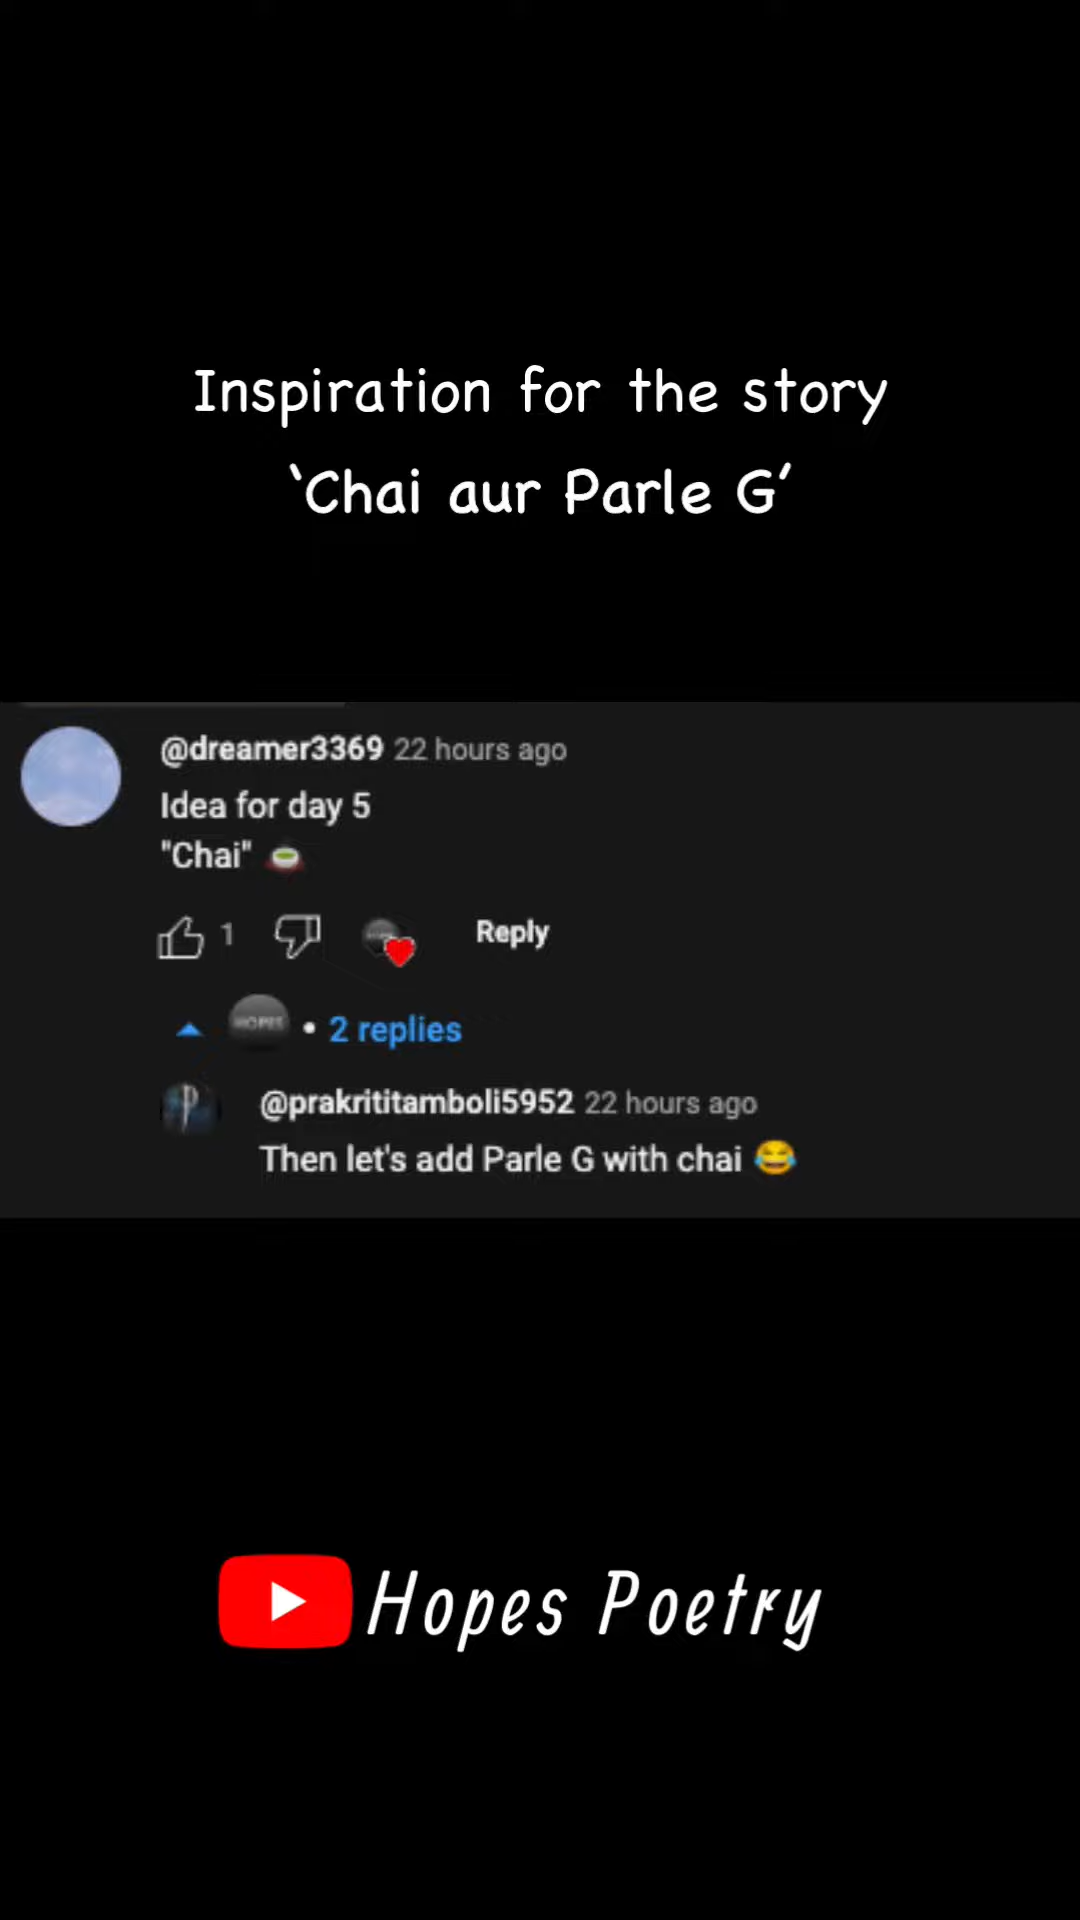 Inspiration for the story
‘Chai aur Parle G’
@dreamer3369 22 hours ago
Idea for day 5
"Chai" 🍵
1
Reply
HOPES
• 2 replies
@prakrititamboli5952 22 hours ago
Then let's add Parle G with chai 😂
Hopes Poetry